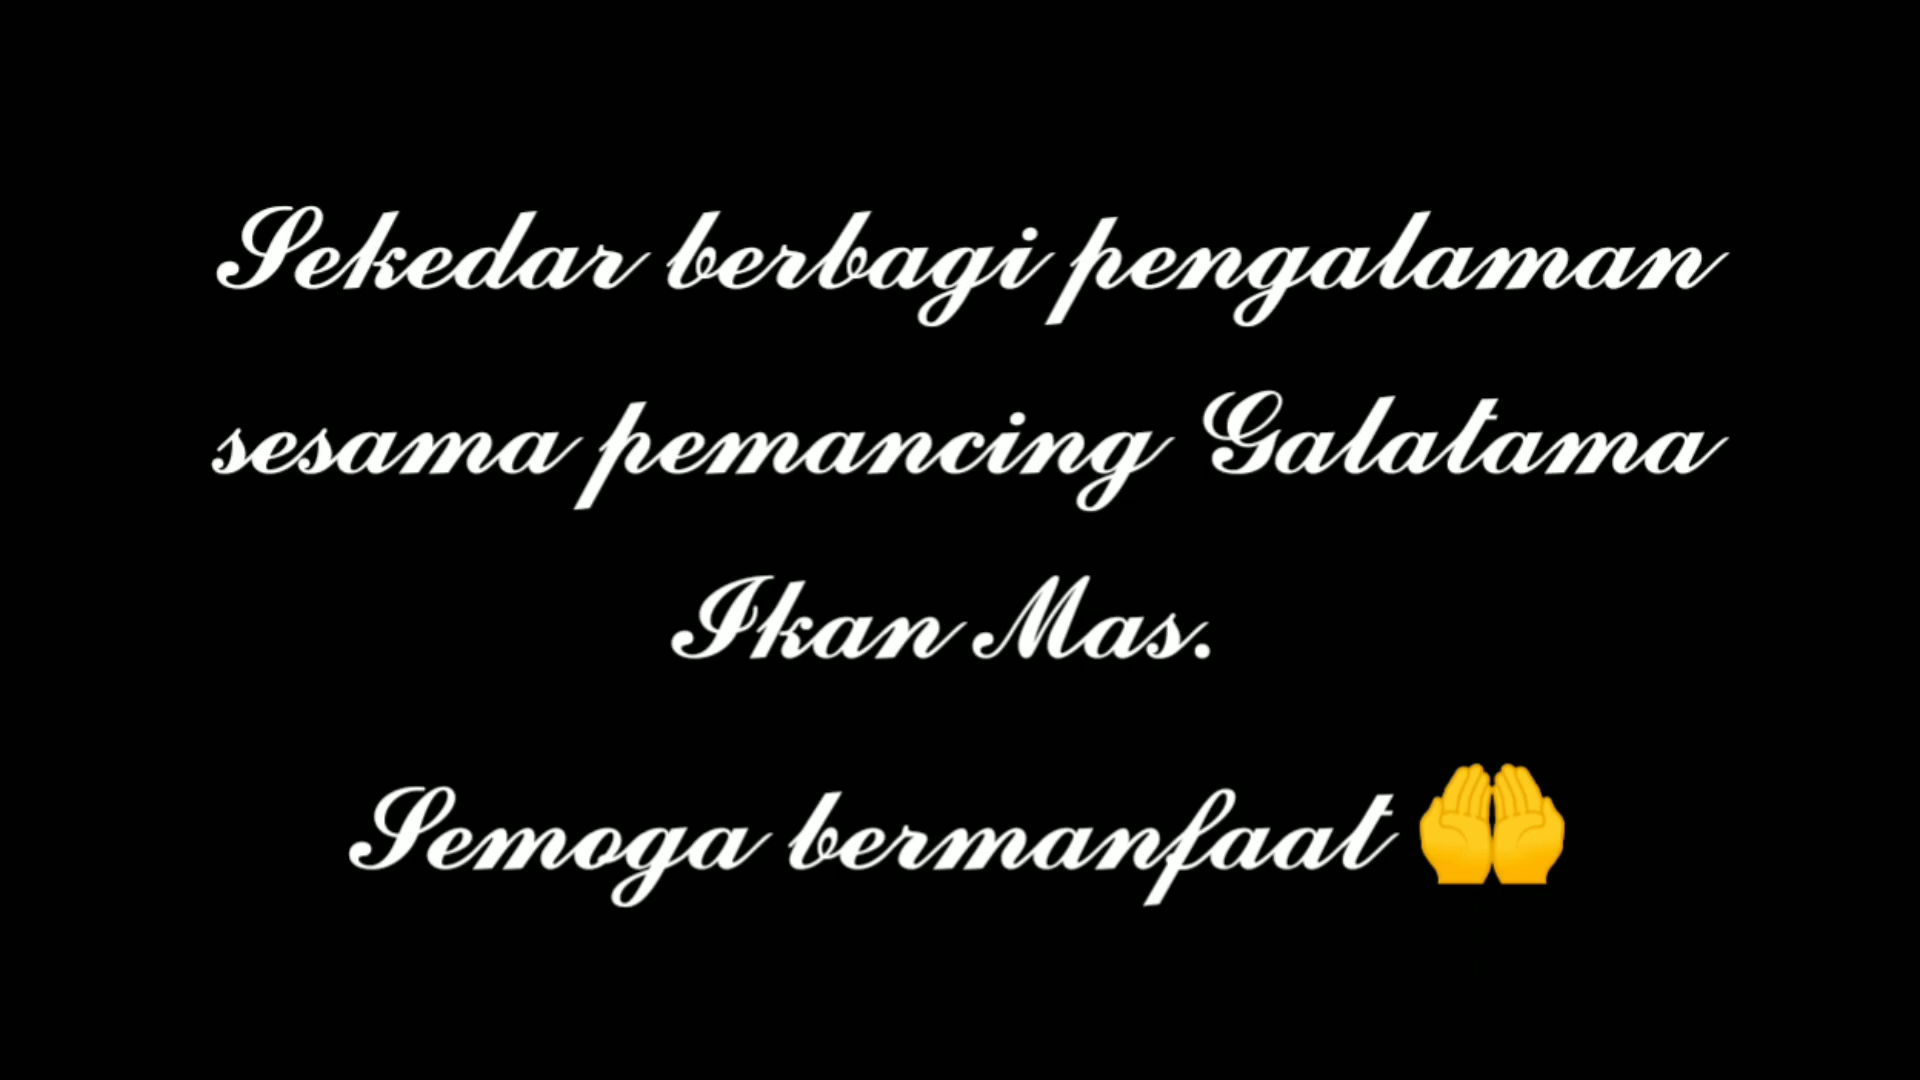 Sekedar berbagi pengalaman
sesama pemancing Galatama
Ikan Mas.
Semoga bermanfaat 🤲